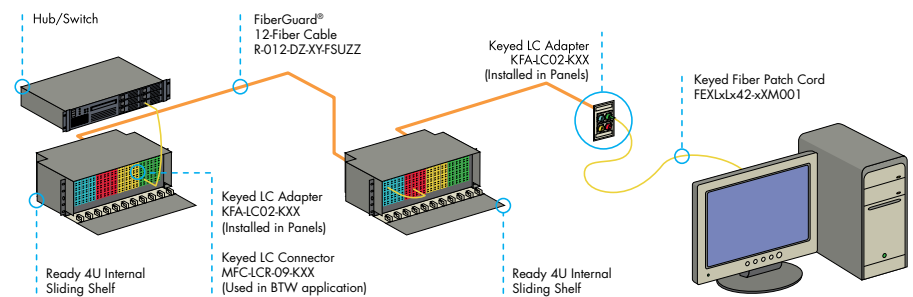 Hub/Switch
FiberGuard®
12-Fiber Cable
R-012-DZ-XY-FSUZZ
Keyed LC Adapter
KFA-LC02-KXX
(Installed in Panels)
Keyed Fiber Patch Cord
FEXLxLx42-xXM001
Keyed LC Adapter
KFA-LC02-KXX
(Installed in Panels)
Keyed LC Connector
MFC-LCR-09-KXX
(Used in BTW application)
Ready 4U Internal
Sliding Shelf
Ready 4U Internal
Sliding Shelf